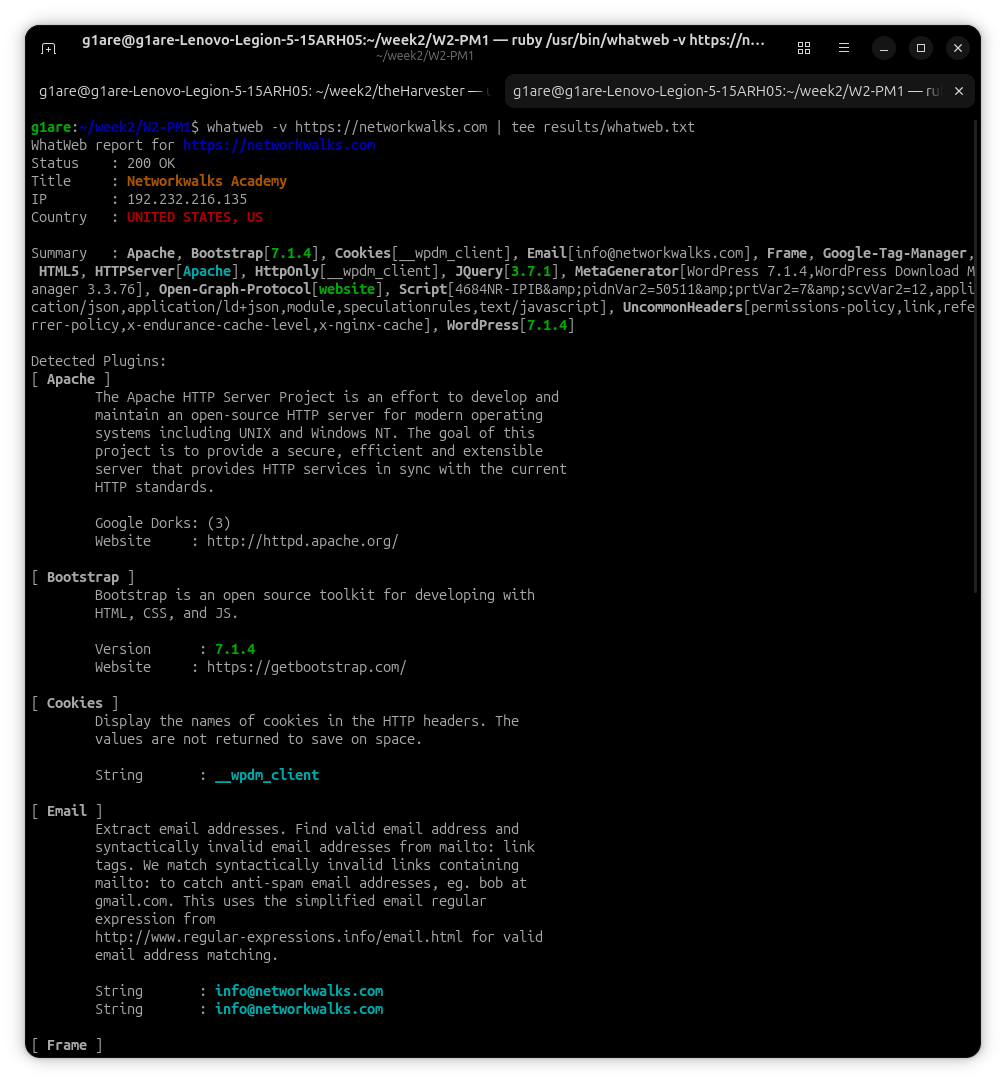 g1are@g1are-Lenovo-Legion-5-15ARH05:~/week2/W2-PM1 — ruby /usr/bin/whatweb -v https://n...
~/week2/W2-PM1
g1are@g1are-Lenovo-Legion-5-15ARH05: ~/week2/theHarvester —
g1are@g1are-Lenovo-Legion-5-15ARH05:~/week2/W2-PM1 — ru
g1are:~/week2/W2-PM1$ whatweb -v https://networkwalks.com | tee results/whatweb.txt
WhatWeb report for https://networkwalks.com
Status    : 200 OK
Title     : Networkwalks Academy
IP        : 192.232.216.135
Country   : UNITED STATES, US
Summary   : Apache, Bootstrap[7.1.4], Cookies[__wpdm_client], Email[info@networkwalks.com], Frame, Google-Tag-Manager,
HTML5, HTTPServer[Apache], HttpOnly[__wpdm_client], JQuery[3.7.1], MetaGenerator[WordPress 7.1.4,WordPress Download M
anager 3.3.76], Open-Graph-Protocol[website], Script[4684NR-IPIB&amp;pidnVar2=50511&amp;prtVar2=7&amp;scvVar2=12,appli
cation/json,application/ld+json,module,speculationrules,text/javascript], UncommonHeaders[permissions-policy,link,refe
rrer-policy,x-endurance-cache-level,x-nginx-cache], WordPress[7.1.4]
Detected Plugins:
[ Apache ]
The Apache HTTP Server Project is an effort to develop and
maintain an open-source HTTP server for modern operating
systems including UNIX and Windows NT. The goal of this
project is to provide a secure, efficient and extensible
server that provides HTTP services in sync with the current
HTTP standards.
Google Dorks: (3)
Website     : http://httpd.apache.org/
[ Bootstrap ]
Bootstrap is an open source toolkit for developing with
HTML, CSS, and JS.
Version      : 7.1.4
Website     : https://getbootstrap.com/
[ Cookies ]
Display the names of cookies in the HTTP headers. The
values are not returned to save on space.
String       : __wpdm_client
[ Email ]
Extract email addresses. Find valid email address and
syntactically invalid email addresses from mailto: link
tags. We match syntactically invalid links containing
mailto: to catch anti-spam email addresses, eg. bob at
gmail.com. This uses the simplified email regular
expression from
http://www.regular-expressions.info/email.html for valid
email address matching.
String       : info@networkwalks.com
String       : info@networkwalks.com
[ Frame ]